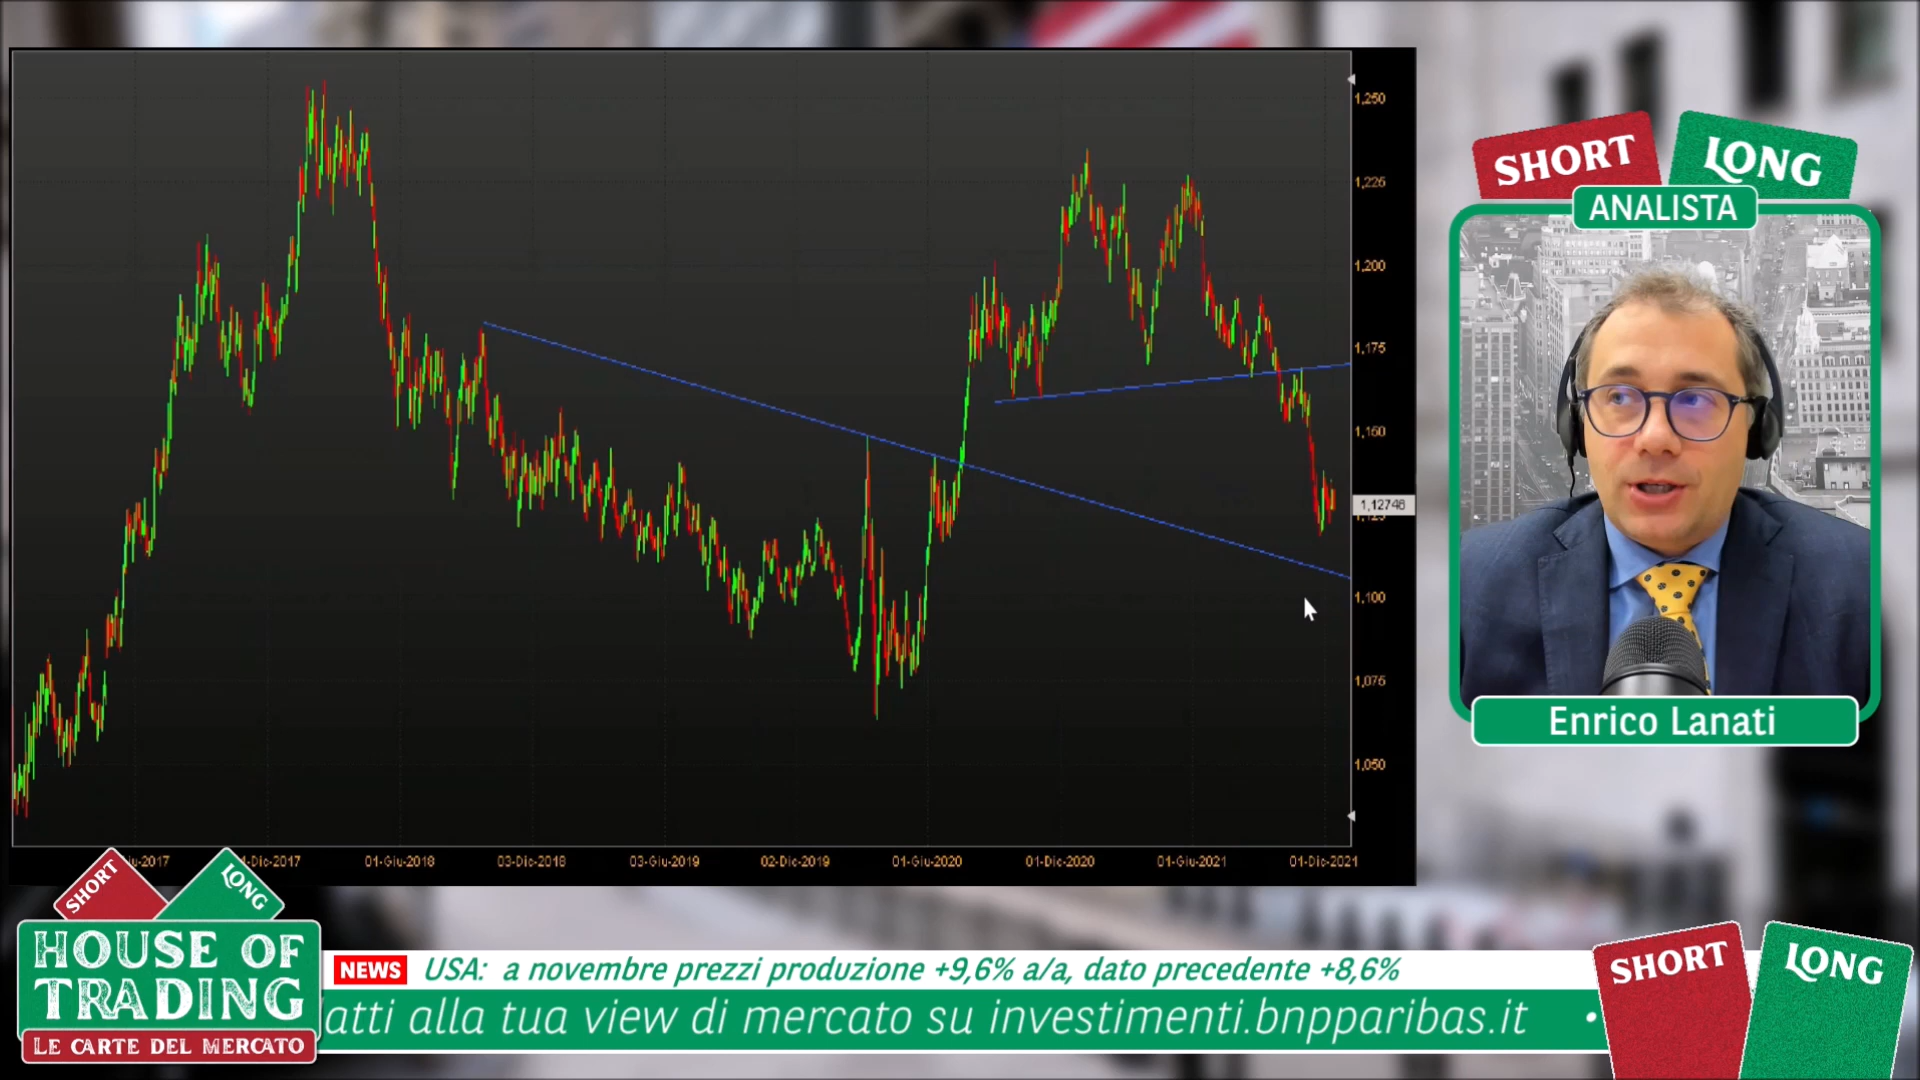 1,250
1,225
1,200
1,175
1,150
1,12746
1,100
1,075
1,050
01-Dic-2017
01-Giu-2018
03-Dic-2018
03-Giu-2019
02-Dic-2019
01-Giu-2020
01-Dic-2020
01-Giu-2021
01-Dic-2021
SHORT
LONG
ANALISTA
Enrico Lanati
SHORT
LONG
HOUSE OF
TRADING
LE CARTE DEL MERCATO
NEWS USA: a novembre prezzi produzione +9,6% a/a, dato precedente +8,6%
atti alla tua view di mercato su investimenti.bnpparibas.it •
SHORT
LONG